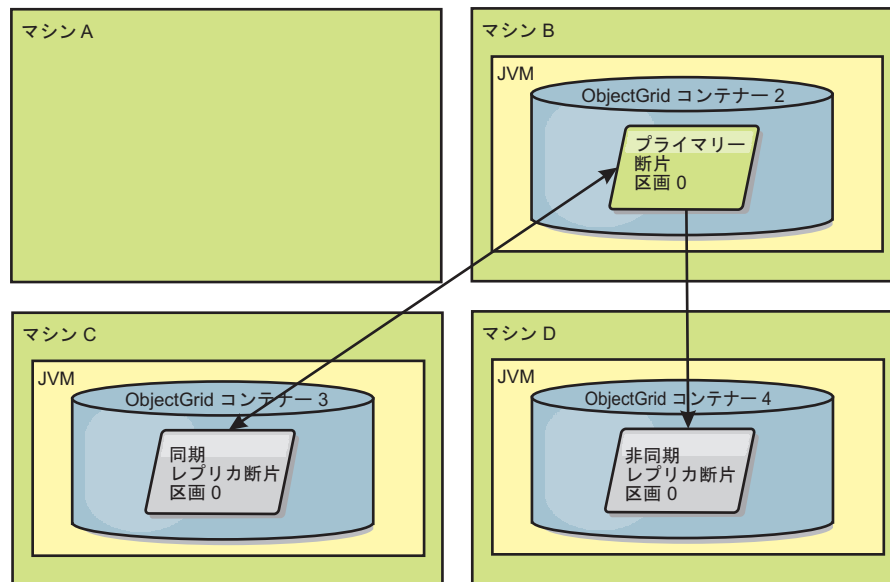 マシン A
マシン B
JVM
ObjectGrid コンテナー 2
プライマリー
断片
区画 0
マシン C
JVM
ObjectGrid コンテナー 3
同期
レプリカ断片
区画 0
マシン D
JVM
ObjectGrid コンテナー 4
非同期
レプリカ断片
区画 0